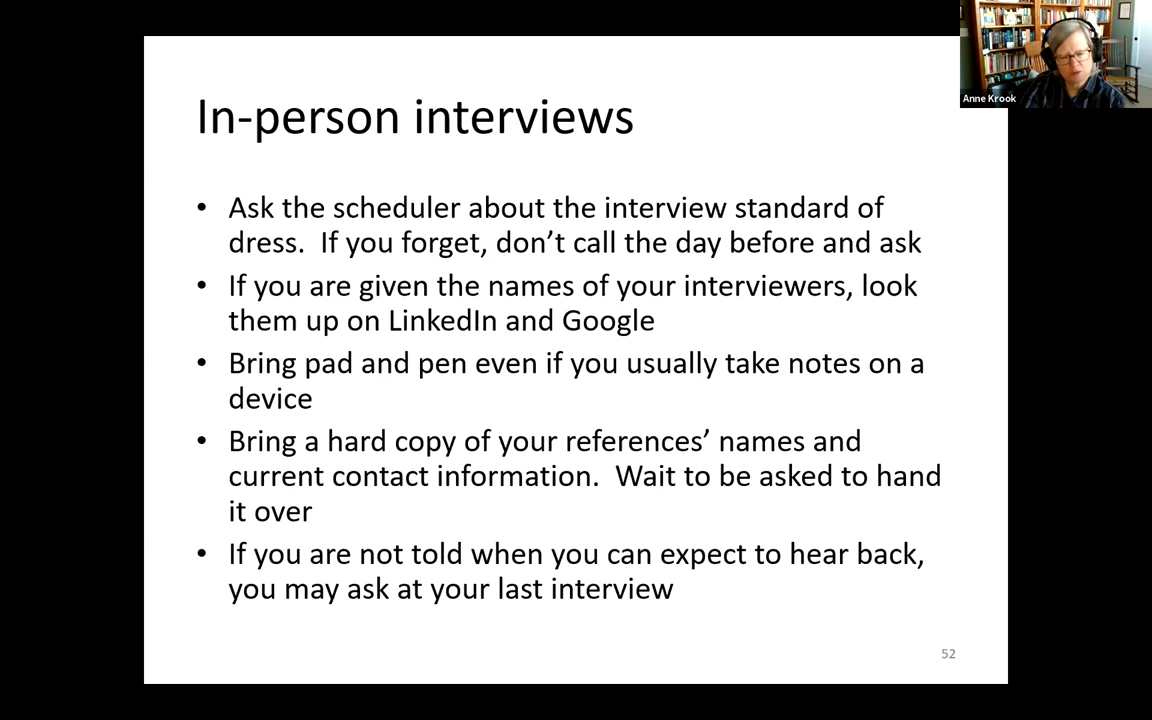 Anne Krook
In-person interviews
• Ask the scheduler about the interview standard of
dress.  If you forget, don’t call the day before and ask
• If you are given the names of your interviewers, look
them up on LinkedIn and Google
• Bring pad and pen even if you usually take notes on a
device
• Bring a hard copy of your references’ names and
current contact information.  Wait to be asked to hand
it over
• If you are not told when you can expect to hear back,
you may ask at your last interview
52